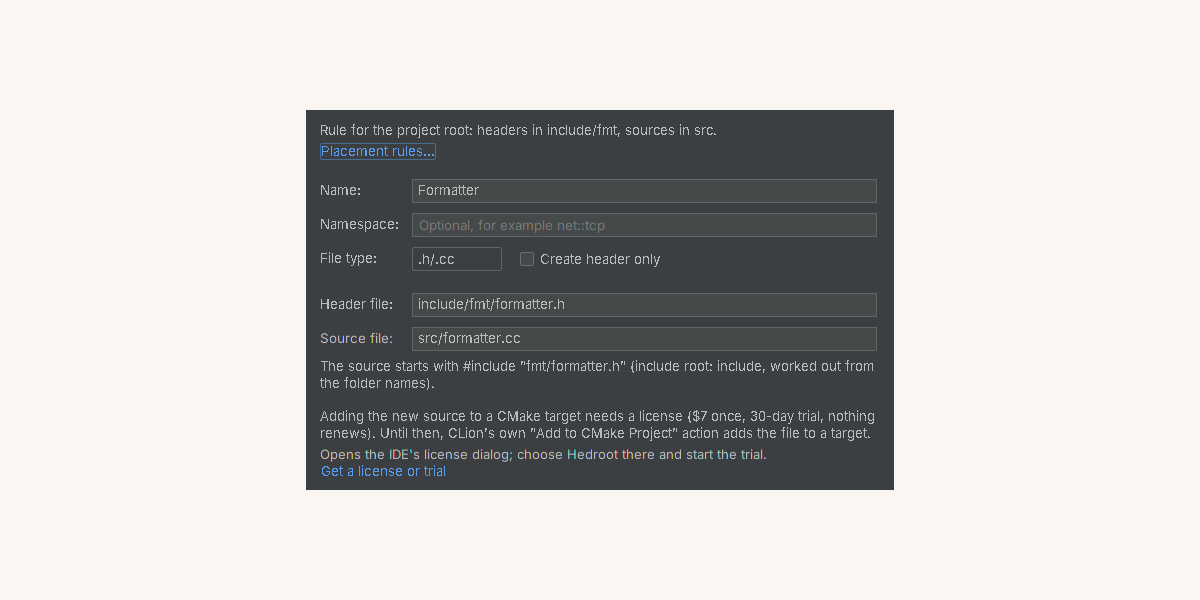 Rule for the project root: headers in include/fmt, sources in src.
Placement rules...
Name: Formatter
Namespace: Optional, for example net::tcp
File type: .h/.cc Create header only
Header file: include/fmt/formatter.h
Source file: src/formatter.cc
The source starts with #include "fmt/formatter.h" (include root: include, worked out from
the folder names).
Adding the new source to a CMake target needs a license ($7 once, 30-day trial, nothing
renews). Until then, CLion's own "Add to CMake Project" action adds the file to a target.
Opens the IDE's license dialog; choose Hedroot there and start the trial.
Get a license or trial